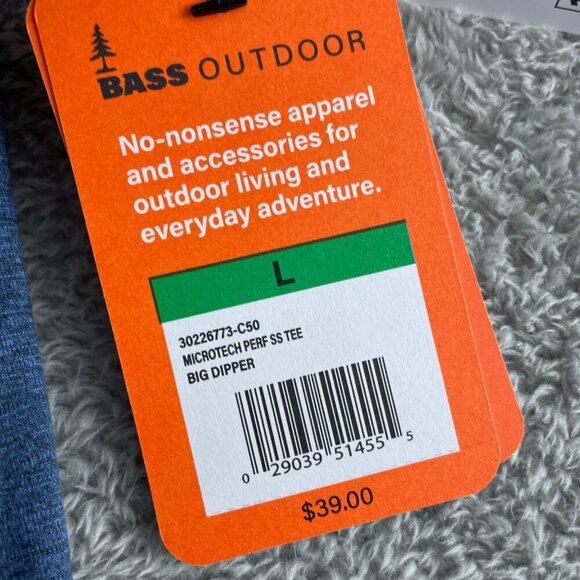 BASS OUTDOOR
No-nonsense apparel
and accessories for
outdoor living and
everyday adventure.
L
30226773-C50
MICROTECH PERF SS TEE
BIG DIPPER
0 29039 51455 5
$39.00